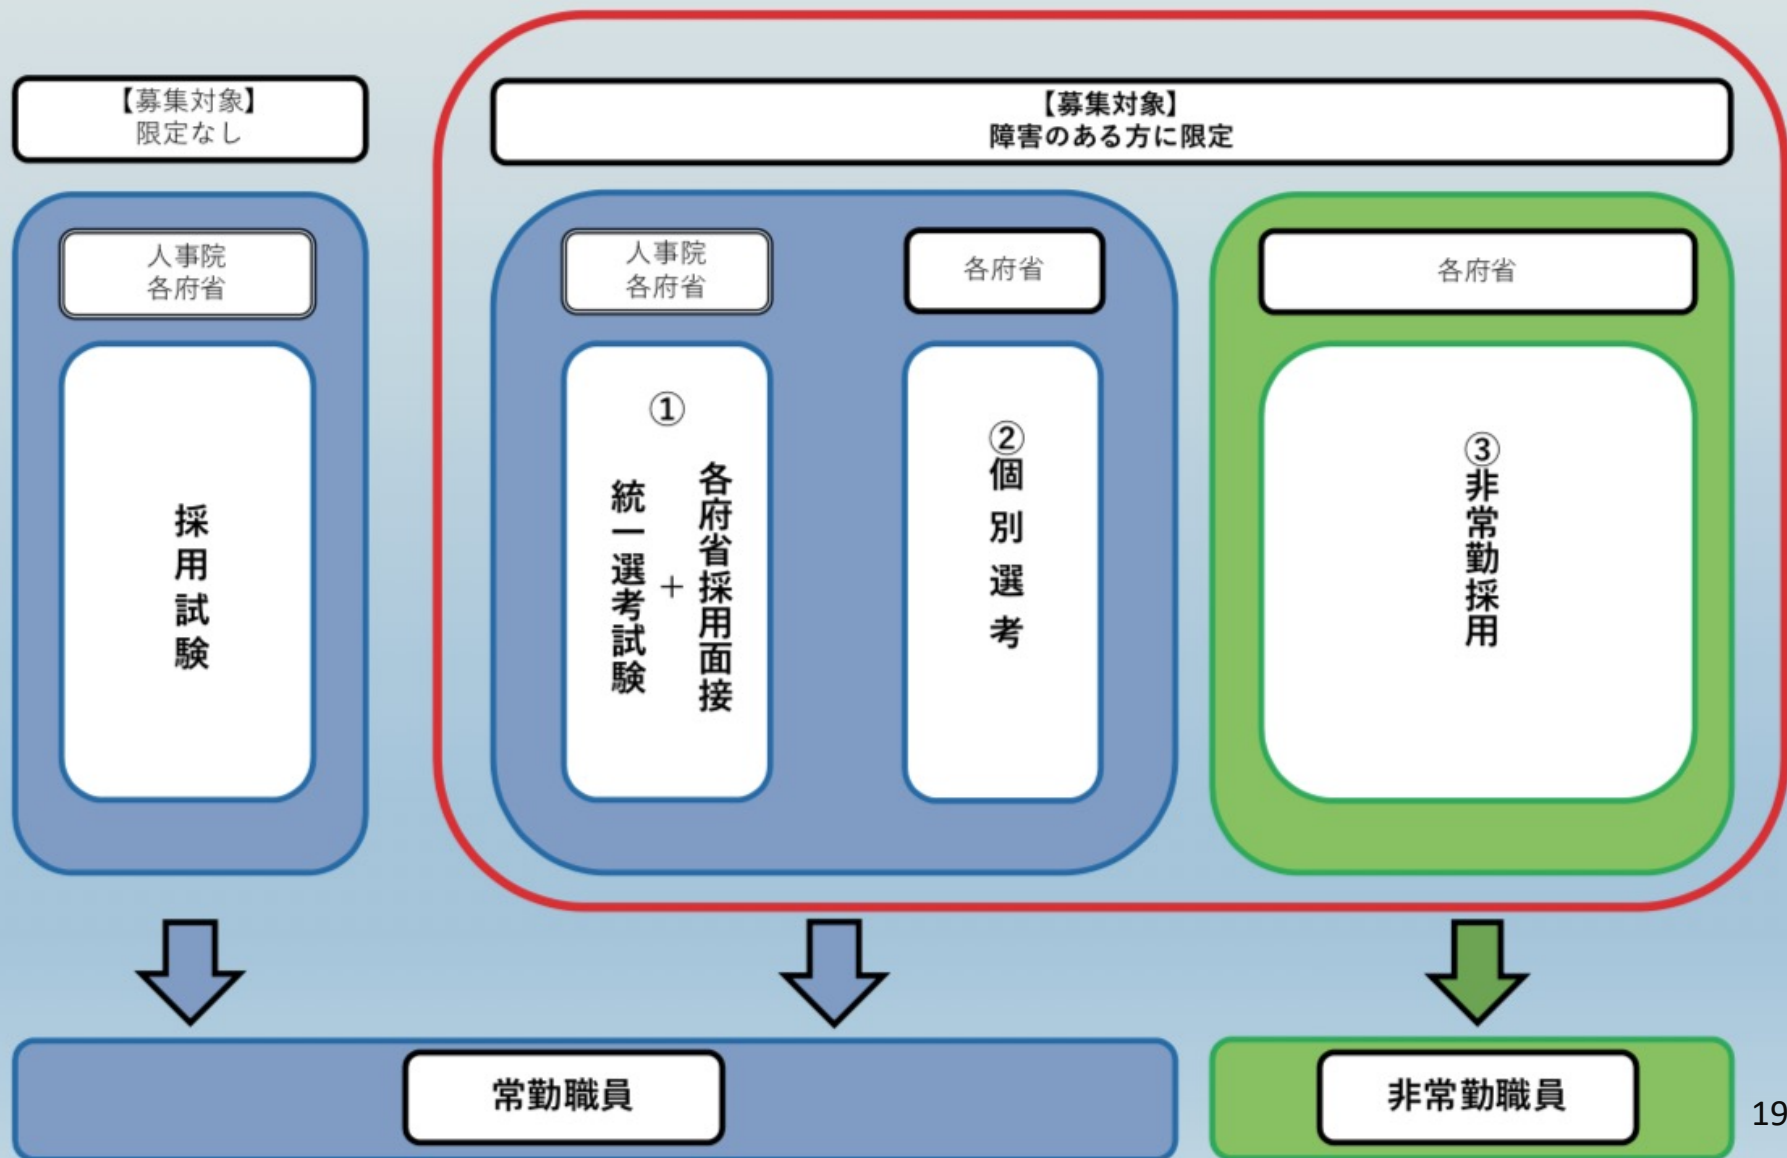 【募集対象】
限定なし
人事院
各府省
採用試験
【募集対象】
障害のある方に限定
人事院
各府省
①
統一選考試験
＋
各府省採用面接
各府省
②個別選考
各府省
③非常勤採用
常勤職員
非常勤職員
19